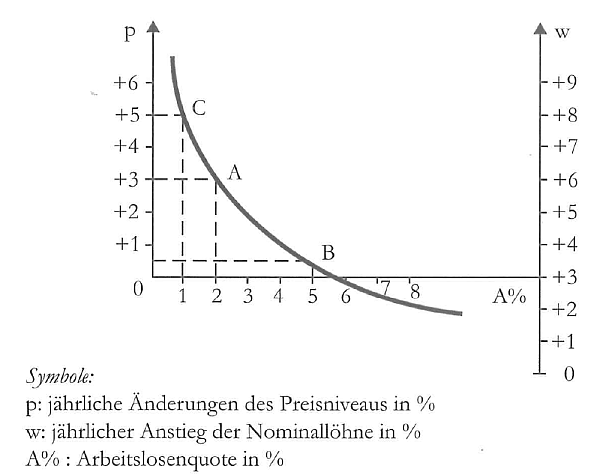 p w
+6 +9
+5 C +8
+4 +7
+3 A +6
+2 +5
+1 B +4
0 1 2 3 4 5 6 7 8 A% +3
+2
+1
0
Symbole:
p: jährliche Änderungen des Preisniveaus in %
w: jährlicher Anstieg der Nominallöhne in %
A% : Arbeitslosenquote in %